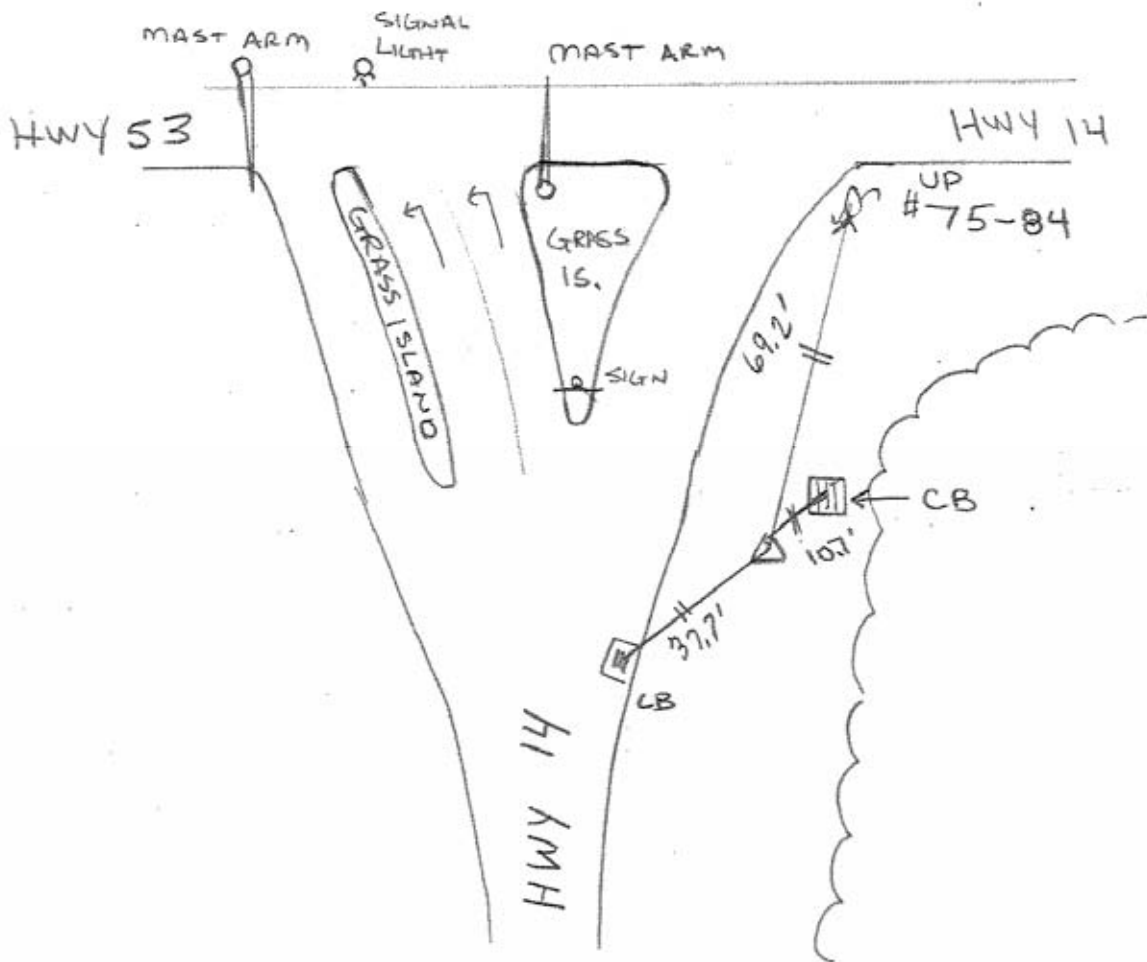 MAST ARM
SIGNAL
LIGHT
MAST ARM
HWY 53
HWY 14
UP
# 75-84
GRASS ISLAND
GRASS
IS.
SIGN
69.2'
CB
10.7'
37.7'
CB
HWY 14